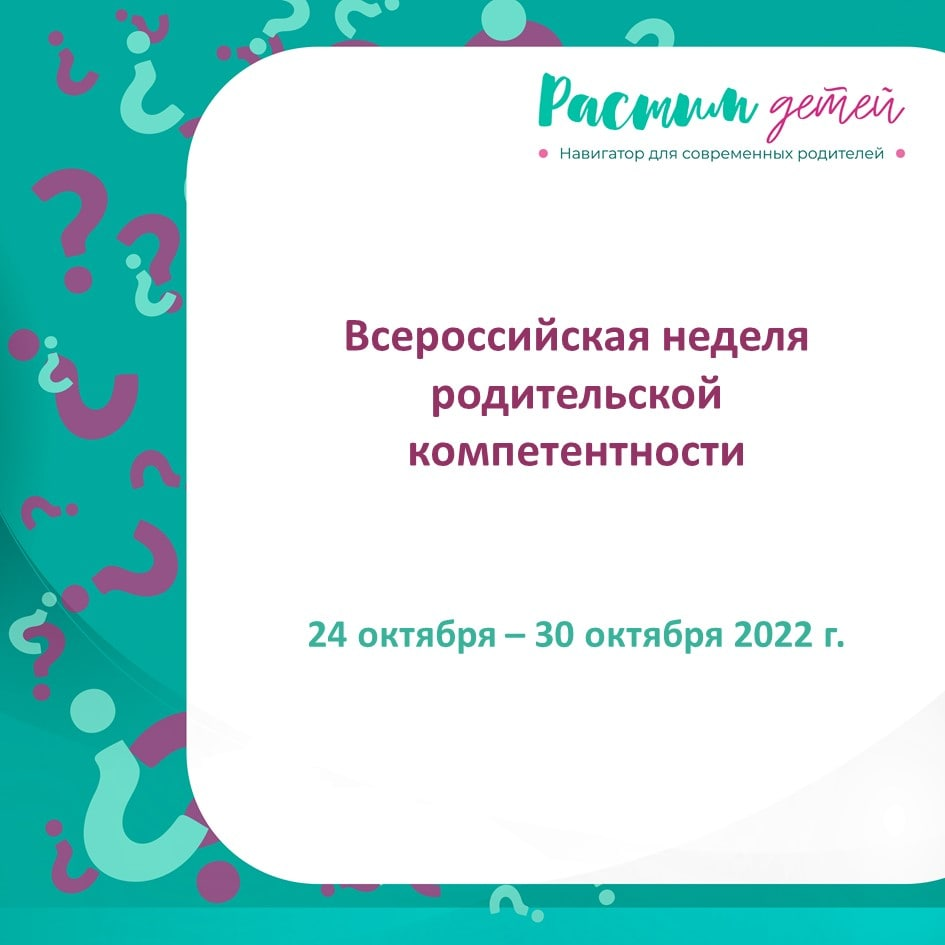 Растим детей
• Навигатор для современных родителей •
Всероссийская неделя
родительской
компетентности
24 октября – 30 октября 2022 г.